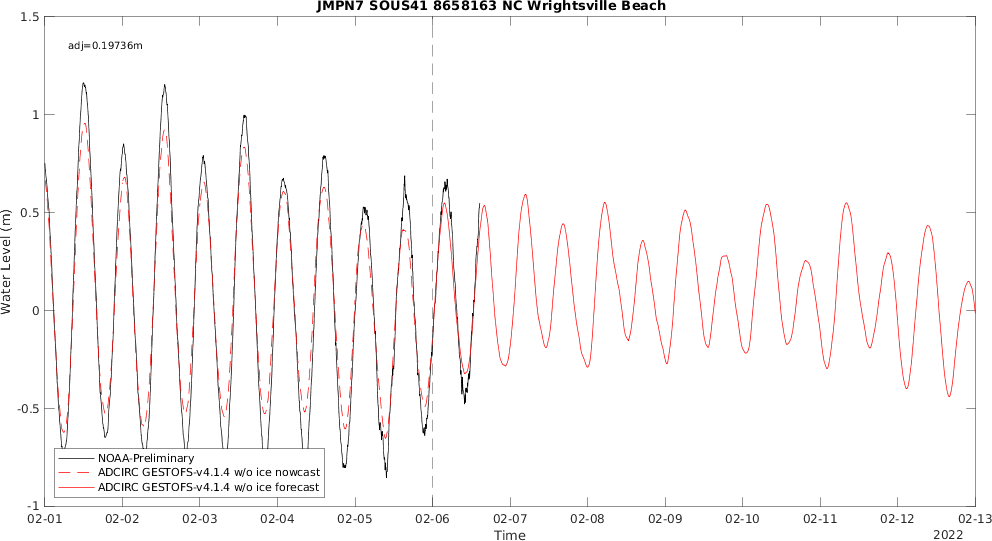 JMPN7 SOUS41 8658163 NC Wrightsville Beach
adj=0.19736m
1.5
1
0.5
0
-0.5
-1
Water Level (m)
NOAA-Preliminary
ADCIRC GESTOFS-v4.1.4 w/o ice nowcast
ADCIRC GESTOFS-v4.1.4 w/o ice forecast
02-01 02-02 02-03 02-04 02-05 02-06 02-07 02-08 02-09 02-10 02-11 02-12 02-13
Time
2022